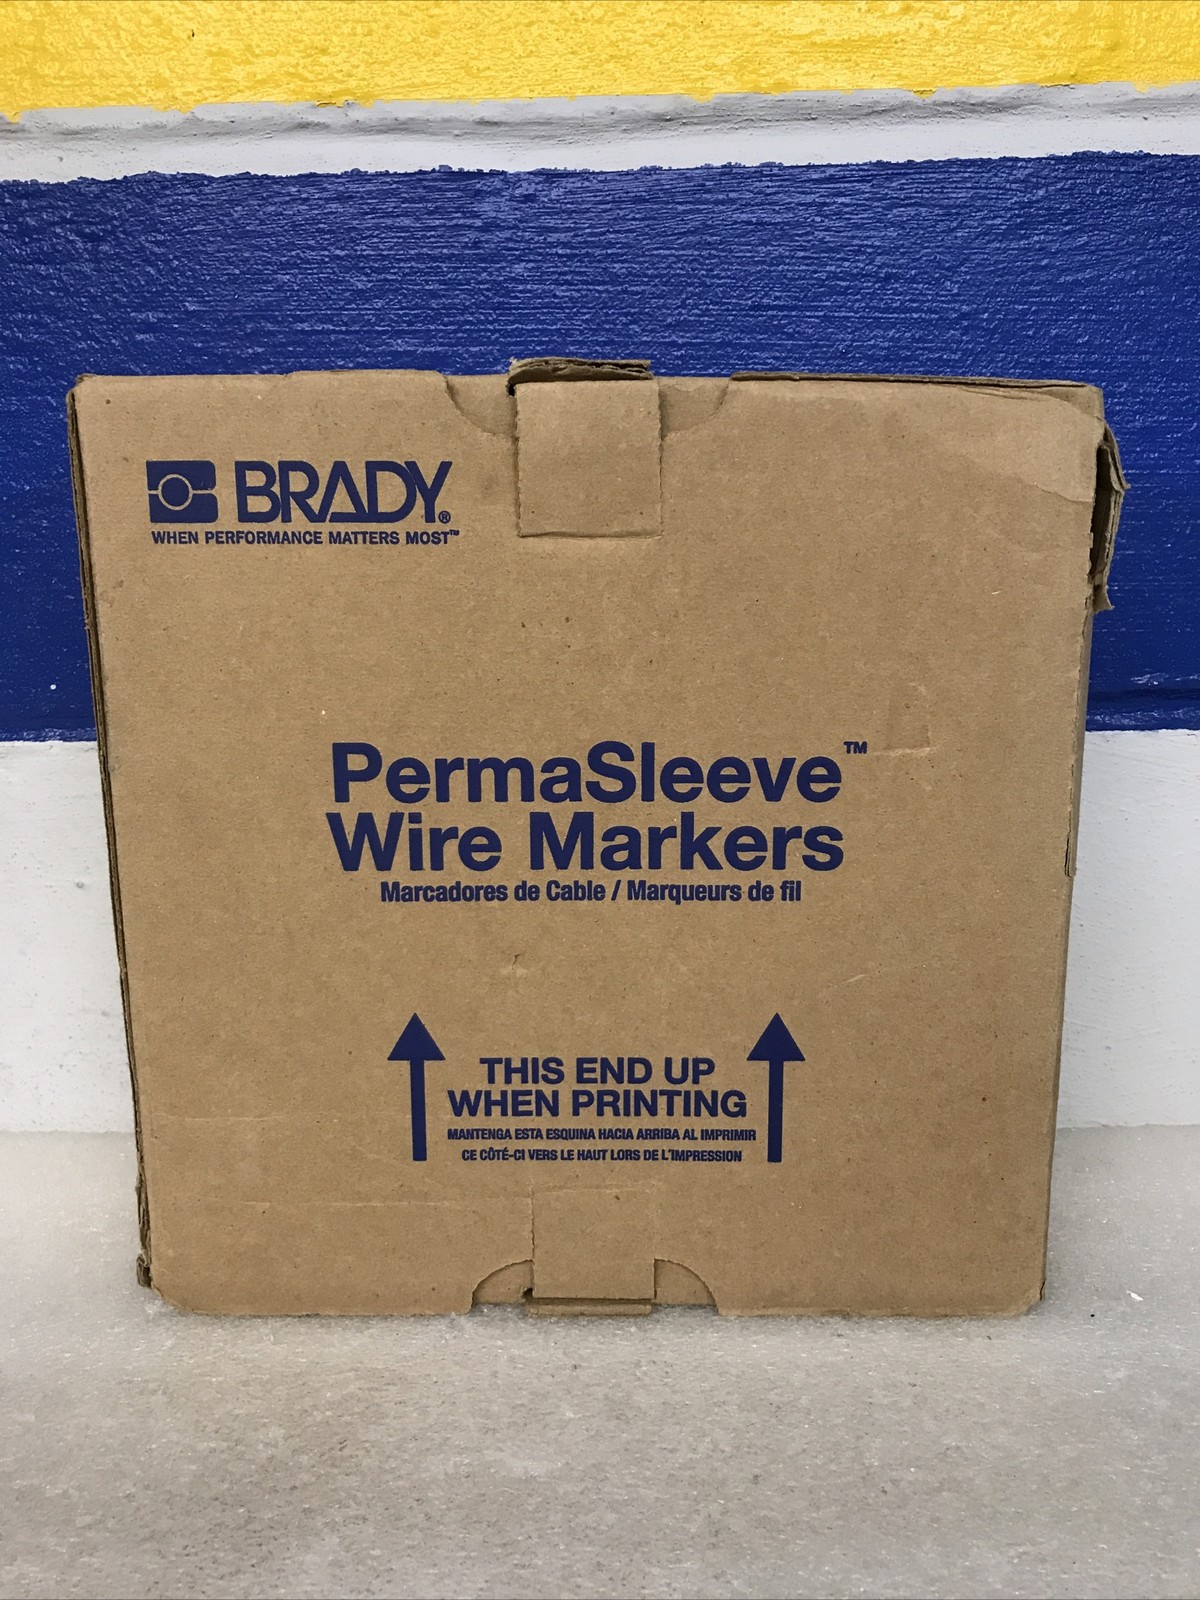 BRADY®
WHEN PERFORMANCE MATTERS MOST™
PermaSleeve™
Wire Markers
Marcadores de Cable / Marqueurs de fil
THIS END UP
WHEN PRINTING
MANTENGA ESTA ESQUINA HACIA ARRIBA AL IMPRIMIR
CE CÔTÉ-CI VERS LE HAUT LORS DE L'IMPRESSION